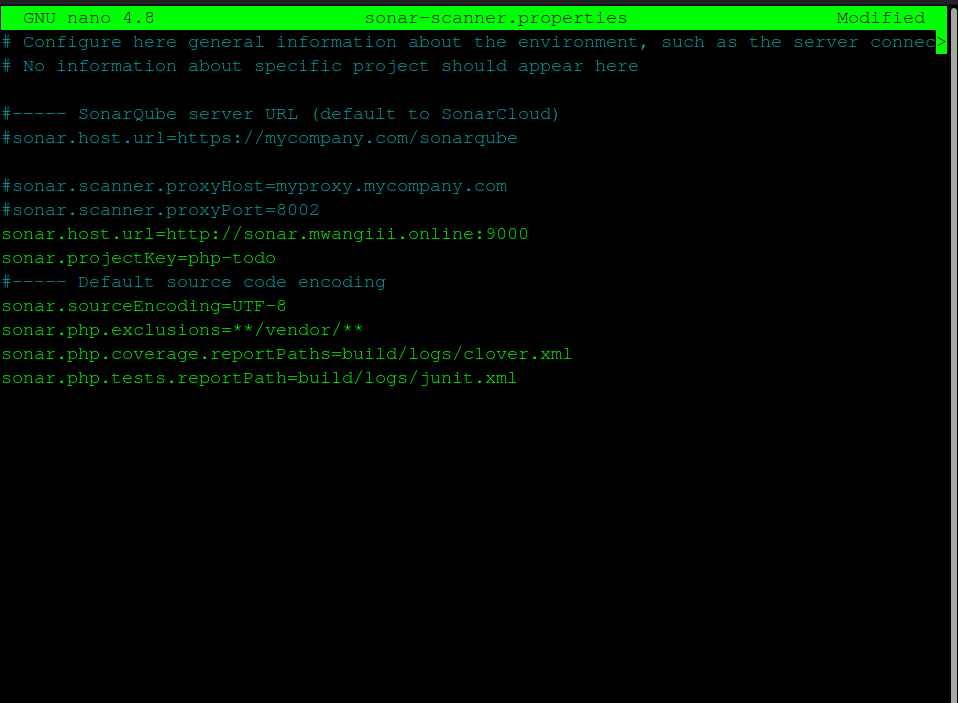 GNU nano 4.8 sonar-scanner.properties Modified
# Configure here general information about the environment, such as the server connec>
# No information about specific project should appear here
#----- SonarQube server URL (default to SonarCloud)
#sonar.host.url=https://mycompany.com/sonarqube
#sonar.scanner.proxyHost=myproxy.mycompany.com
#sonar.scanner.proxyPort=8002
sonar.host.url=http://sonar.mwangiii.online:9000
sonar.projectKey=php-todo
#----- Default source code encoding
sonar.sourceEncoding=UTF-8
sonar.php.exclusions=**/vendor/**
sonar.php.coverage.reportPaths=build/logs/clover.xml
sonar.php.tests.reportPath=build/logs/junit.xml